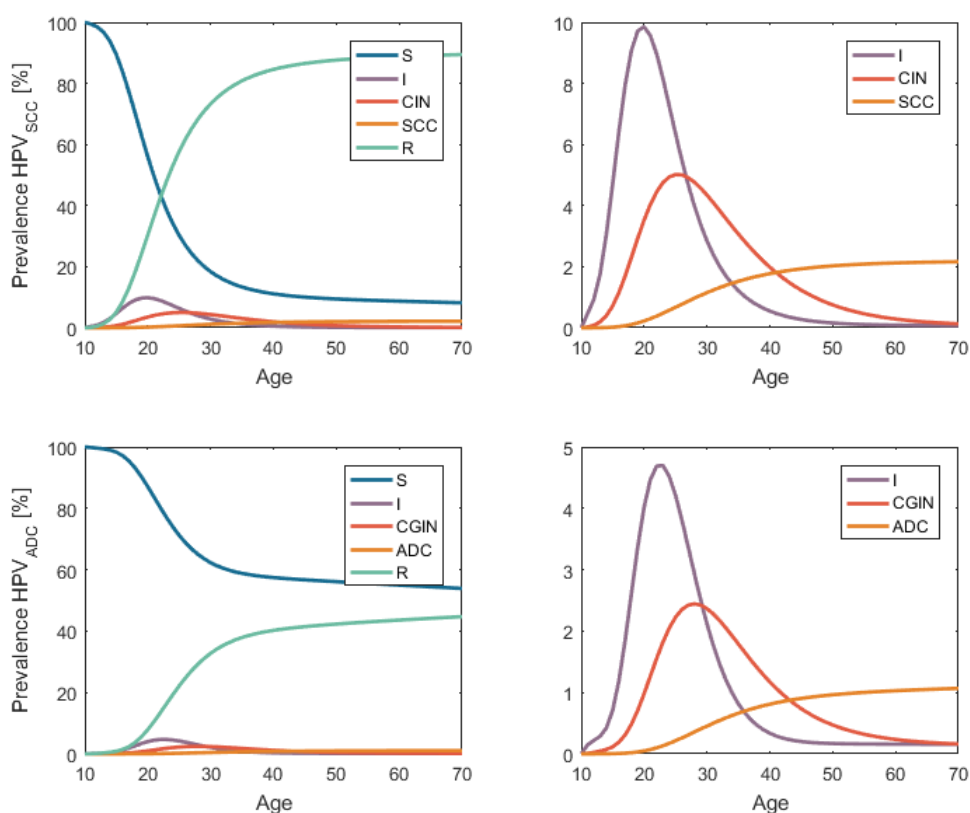 Prevalence HPV_SCC [%]
100
80
60
40
20
0
10 20 30 40 50 60 70
Age
S
I
CIN
SCC
R
10
8
6
4
2
0
10 20 30 40 50 60 70
Age
I
CIN
SCC
Prevalence HPV_ADC [%]
100
80
60
40
20
0
10 20 30 40 50 60 70
Age
S
I
CGIN
ADC
R
5
4
3
2
1
0
10 20 30 40 50 60 70
Age
I
CGIN
ADC